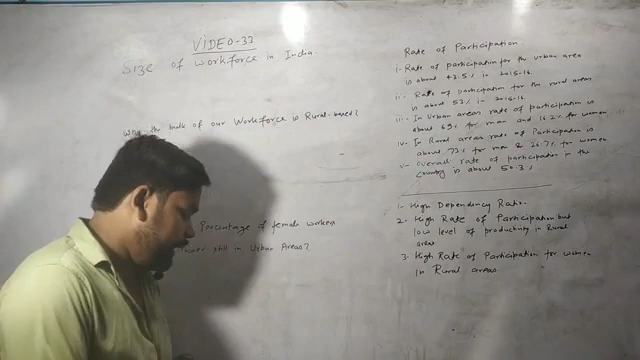 VIDEO-33
Size of workforce in India.
Why the bulk of our Workforce is Rural-based?
Percentage of female workers
lower still in Urban Areas?
Rate of Participation
i- Rate of participation for the urban area
is about 43.5% in 2015-16.
ii- Rate of participation for the rural areas
is about 53% in 2015-16.
iii- In Urban areas rate of participation is
about 69% for man and 16.2% for women
iv- In Rural areas rate of Participation is
about 73% for man & 26.7% for women
v- overall rate of participation in the
country is about 50.3%
1- High Dependency Ratio.
2. High Rate of Participation but
low level of productivity in Rural
areas
3. High Rate of Participation for women
in Rural areas